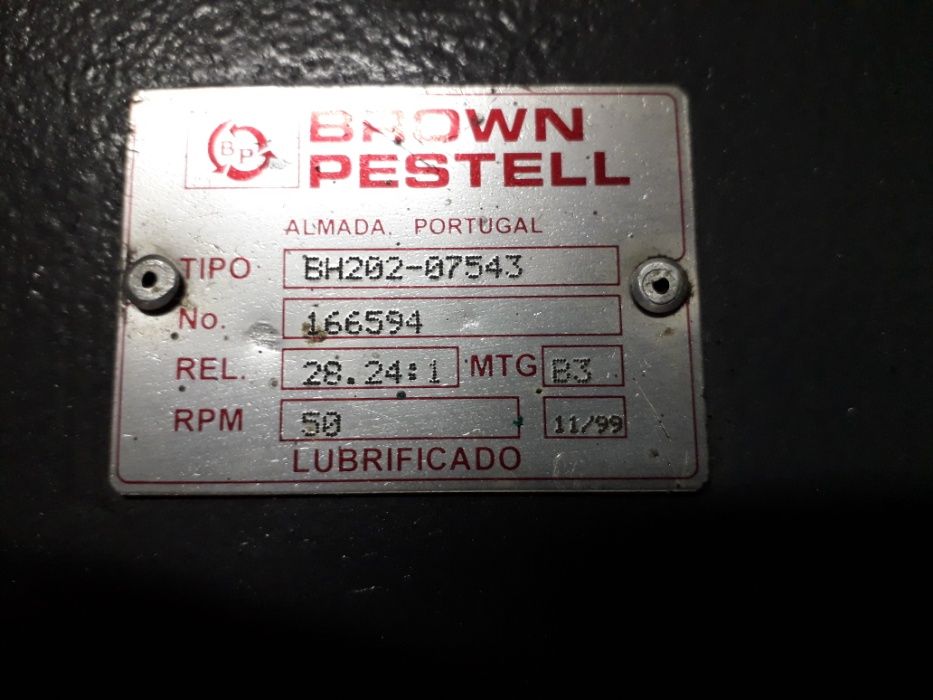 BP
BROWN
PESTELL
ALMADA, PORTUGAL
TIPO BH202-07543
No. 166594
REL. 28.24:1 MTG B3
RPM 50 11/99
LUBRIFICADO